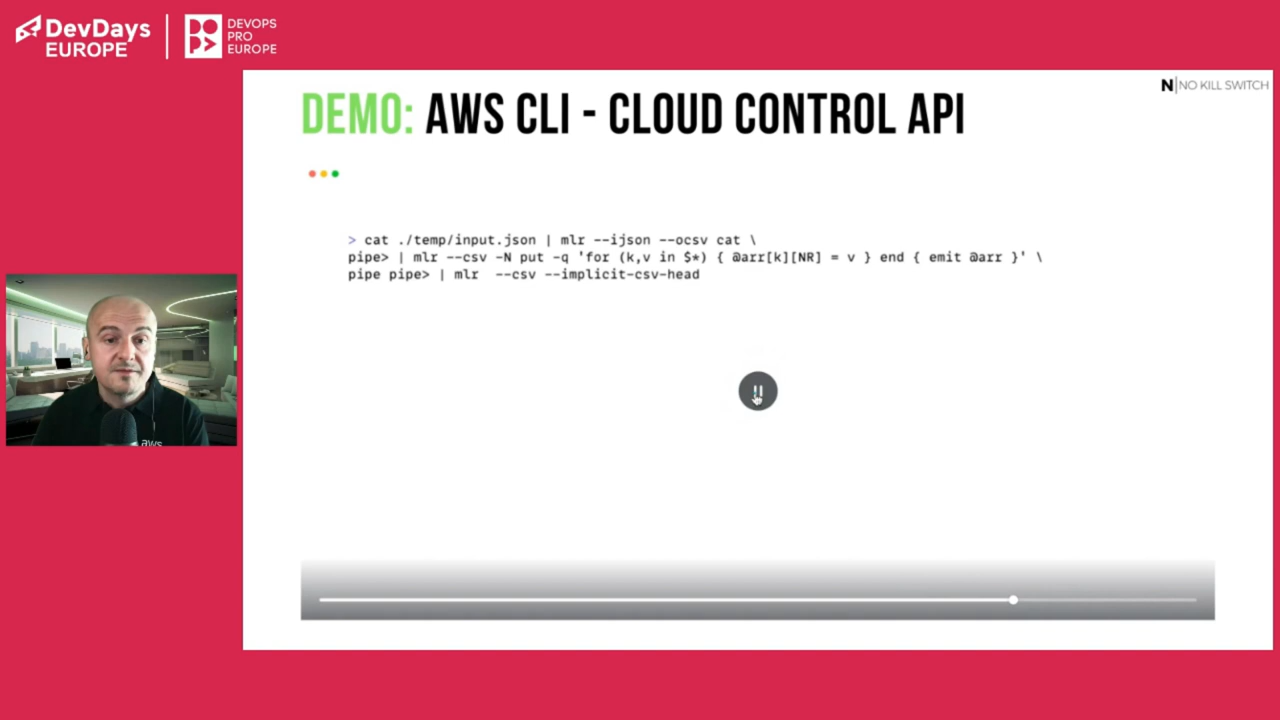 DevDays
EUROPE
DEVOPS
PRO
EUROPE
N NO KILL SWITCH
DEMO: AWS CLI - CLOUD CONTROL API
> cat ./temp/input.json | mlr --ijson --ocsv cat \
pipe> | mlr --csv -N put -q 'for (k,v in $*) { @arr[k][NR] = v } end { emit @arr }' \
pipe pipe> | mlr  --csv --implicit-csv-head
aws